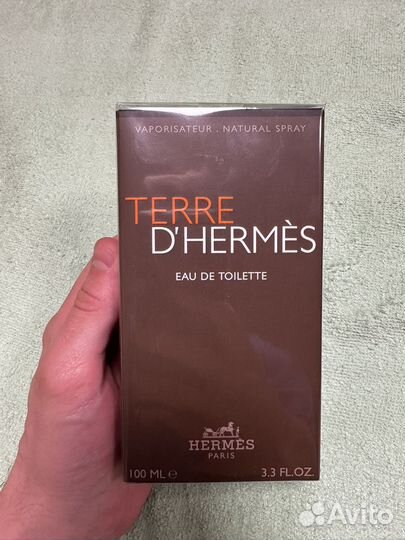 VAPORISATEUR . NATURAL SPRAY
TERRE
D'HERMÈS
EAU DE TOILETTE
HERMÈS
PARIS
100 ML ℮ 3.3 FL.OZ.
Avito